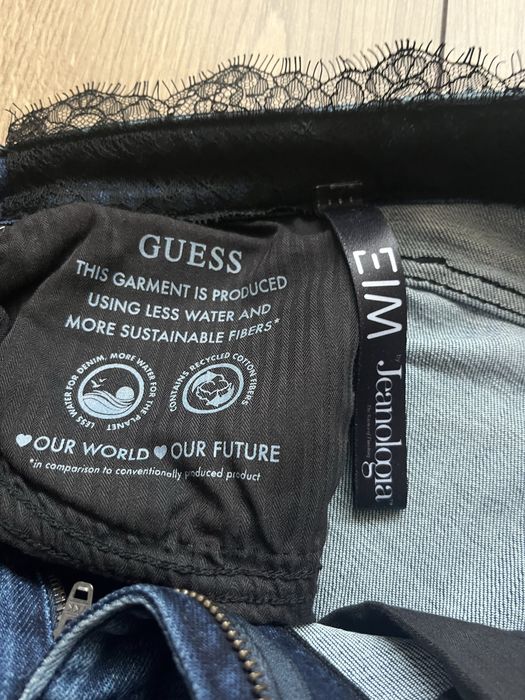 GUESS
THIS GARMENT IS PRODUCED
USING LESS WATER AND
MORE SUSTAINABLE FIBERS*
LESS WATER FOR DENIM, MORE WATER FOR THE PLANET
CONTAINS RECYCLED COTTON FIBERS
OUR WORLD OUR FUTURE
*in comparison to conventionally produced product
EIM
by Jeanologia